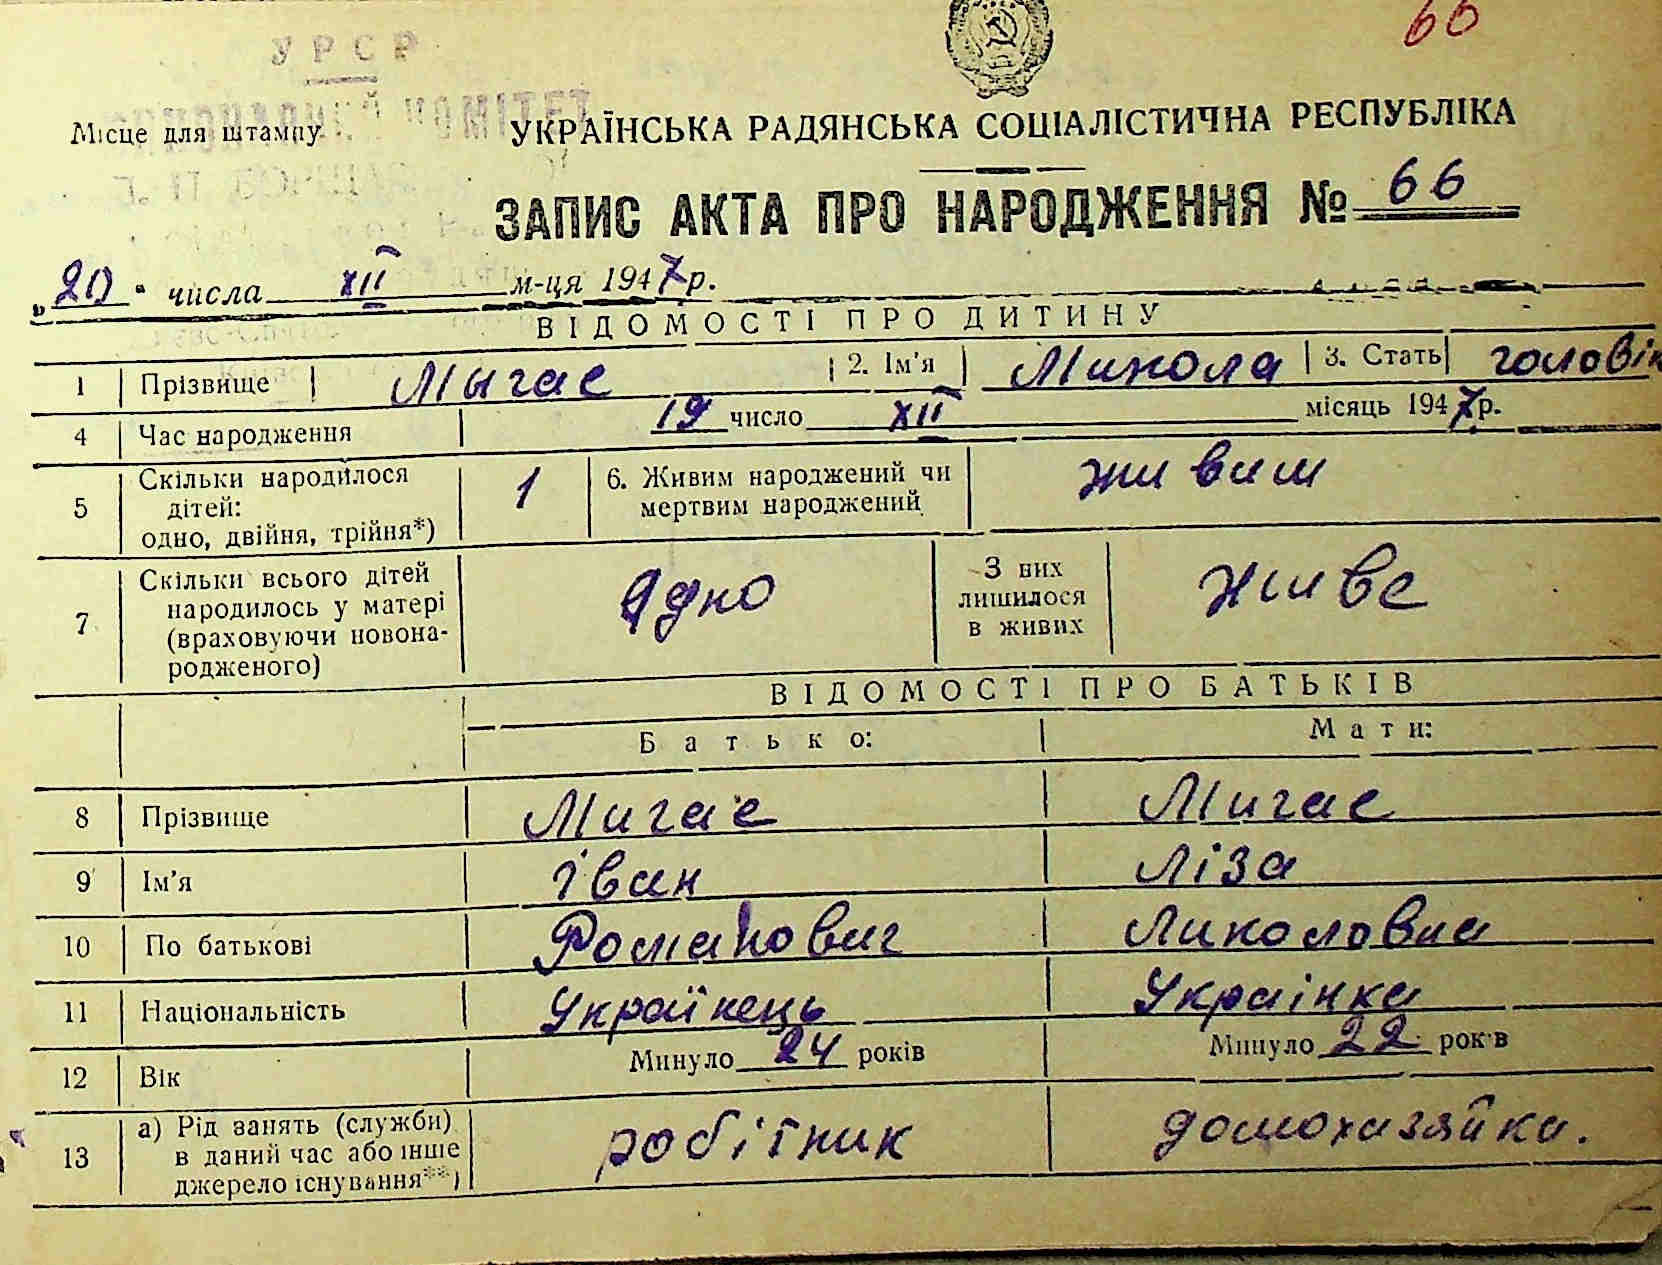 66
УРСР
КОМІТЕТ
Місце для штампу
УКРАЇНСЬКА РАДЯНСЬКА СОЦІАЛІСТИЧНА РЕСПУБЛІКА
ЗАПИС АКТА ПРО НАРОДЖЕННЯ № 66
„20“ числа XII м-ця 1947 р.
ВІДОМОСТІ ПРО ДИТИНУ
1 Прізвище Мыгас 2. Ім'я Микола 3. Стать головік
4 Час народження 19 число XII місяць 1947 р.
5 Скільки народилося дітей: одно, двійня, трійня*) 1 6. Живим народжений чи мертвим народжений живим
7 Скільки всього дітей народилось у матері (враховуючи новонародженого) Одно З них лишилося в живих живе
ВІДОМОСТІ ПРО БАТЬКІВ
Батько: Мати:
8 Прізвище Мигас Мигас
9 Ім'я Іван Ліза
10 По батькові Романович Миколовна
11 Національність Українець Українка
12 Вік Минуло 24 років Минуло 22 років
13 а) Рід занять (служби) в даний час або інше джерело існування**) робітник домохазяйка.